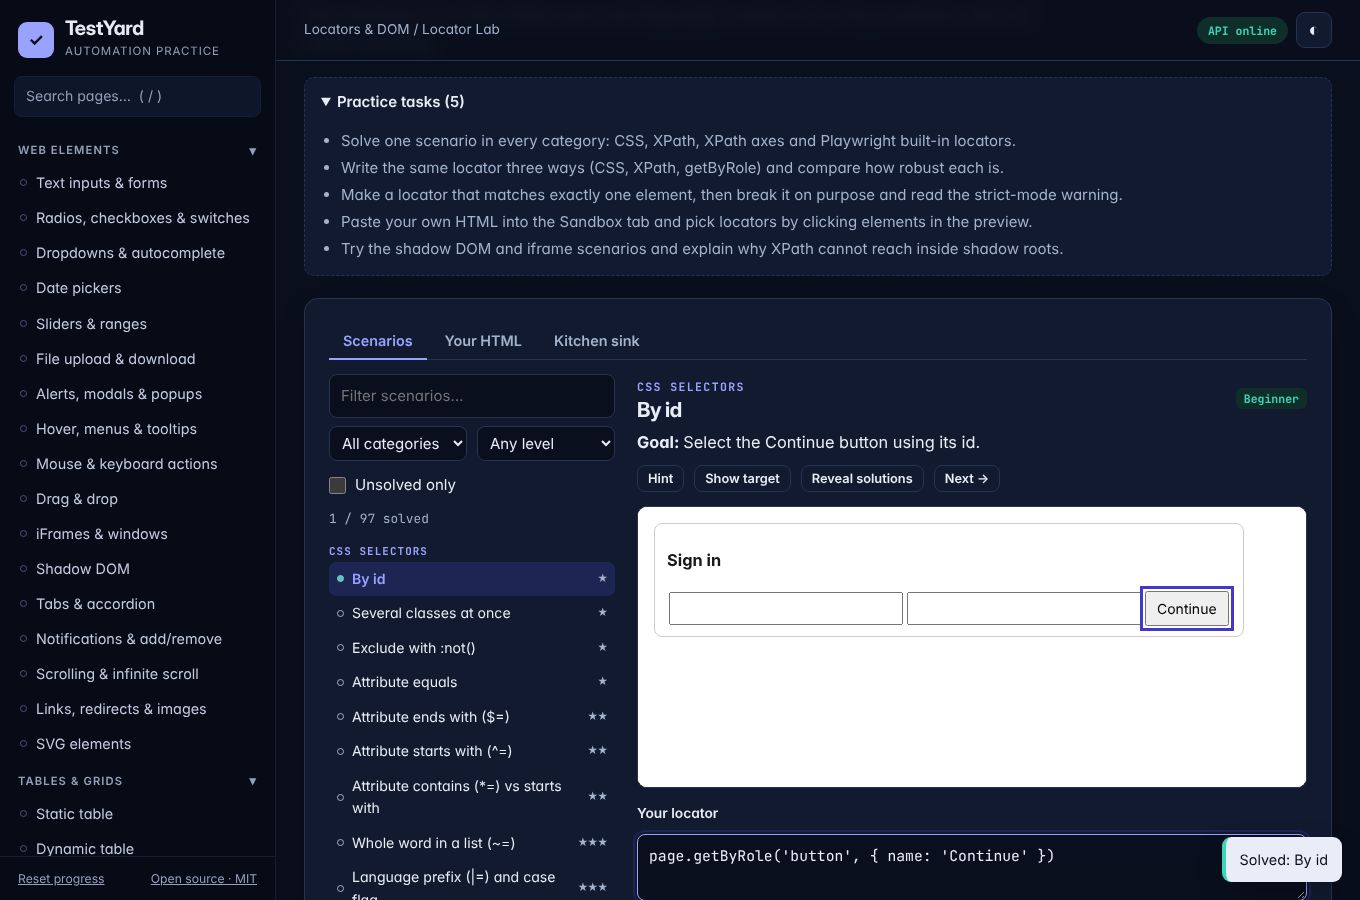 TestYard
AUTOMATION PRACTICE
Search pages... ( / )
WEB ELEMENTS
Text inputs & forms
Radios, checkboxes & switches
Dropdowns & autocomplete
Date pickers
Sliders & ranges
File upload & download
Alerts, modals & popups
Hover, menus & tooltips
Mouse & keyboard actions
Drag & drop
iFrames & windows
Shadow DOM
Tabs & accordion
Notifications & add/remove
Scrolling & infinite scroll
Links, redirects & images
SVG elements
TABLES & GRIDS
Static table
Dynamic table
Reset progress
Open source · MIT
Locators & DOM / Locator Lab
API online
Practice tasks (5)
Solve one scenario in every category: CSS, XPath, XPath axes and Playwright built-in locators.
Write the same locator three ways (CSS, XPath, getByRole) and compare how robust each is.
Make a locator that matches exactly one element, then break it on purpose and read the strict-mode warning.
Paste your own HTML into the Sandbox tab and pick locators by clicking elements in the preview.
Try the shadow DOM and iframe scenarios and explain why XPath cannot reach inside shadow roots.
Scenarios
Your HTML
Kitchen sink
Filter scenarios...
All categories
Any level
Unsolved only
1 / 97 solved
CSS SELECTORS
By id ★
Several classes at once ★
Exclude with :not() ★
Attribute equals ★
Attribute ends with ($=) ★★
Attribute starts with (^=) ★★
Attribute contains (*=) vs starts
with ★★
Whole word in a list (~=) ★★★
Language prefix (|=) and case
flag ★★★
CSS SELECTORS
By id
Beginner
Goal: Select the Continue button using its id.
Hint
Show target
Reveal solutions
Next →
Sign in
Continue
Your locator
page.getByRole('button', { name: 'Continue' })
Solved: By id